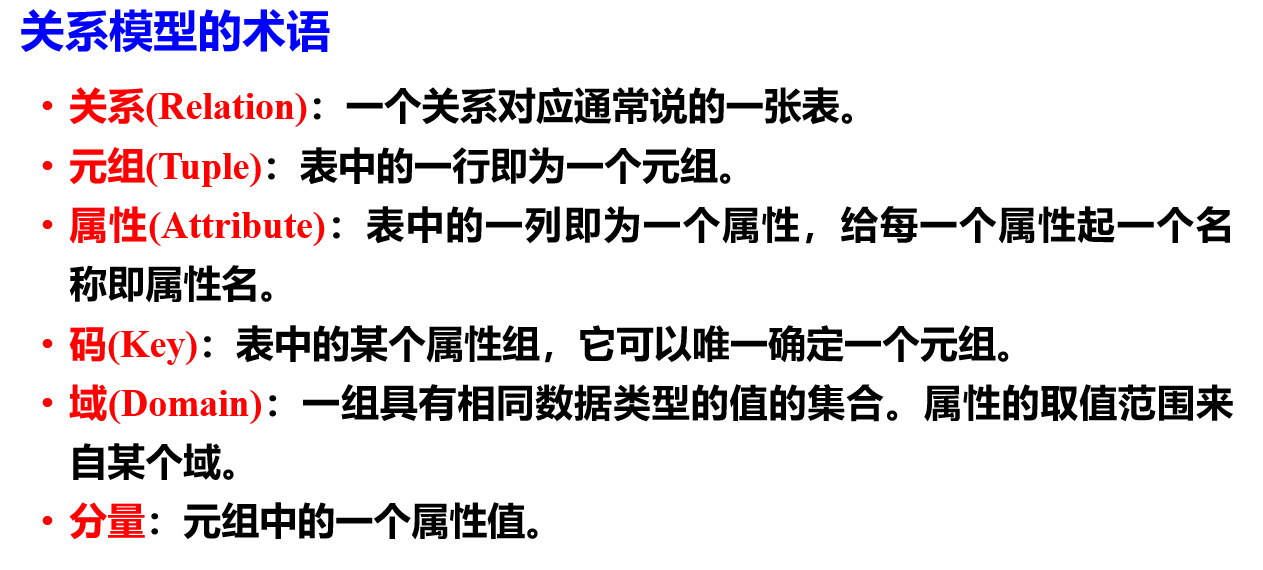 关系模型的术语
• 关系(Relation)：一个关系对应通常说的一张表。
• 元组(Tuple)：表中的一行即为一个元组。
• 属性(Attribute)：表中的一列即为一个属性，给每一个属性起一个名
称即属性名。
• 码(Key)：表中的某个属性组，它可以唯一确定一个元组。
• 域(Domain)：一组具有相同数据类型的值的集合。属性的取值范围来
自某个域。
• 分量：元组中的一个属性值。